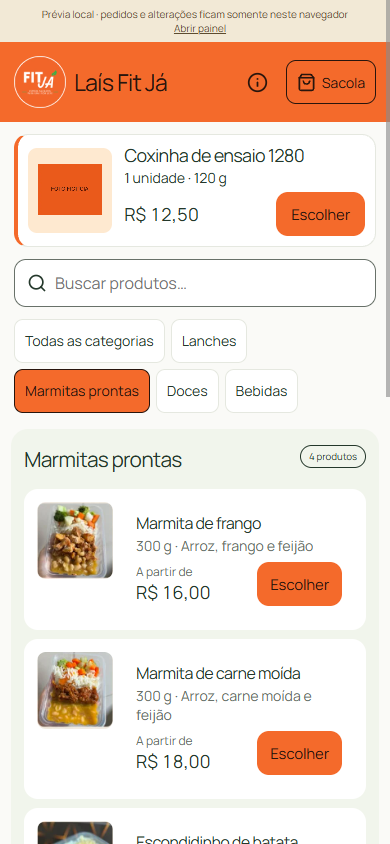 Prévia local · pedidos e alterações ficam somente neste navegador
Abrir painel
FIT
JÁ
Laís Fit Já
Sacola
Coxinha de ensaio 1280
1 unidade · 120 g
R$ 12,50
Escolher
Buscar produtos…
Todas as categorias
Lanches
Marmitas prontas
Doces
Bebidas
Marmitas prontas
4 produtos
Marmita de frango
300 g · Arroz, frango e feijão
A partir de
R$ 16,00
Escolher
Marmita de carne moída
300 g · Arroz, carne moída e
feijão
A partir de
R$ 18,00
Escolher
Escondidinho de batata